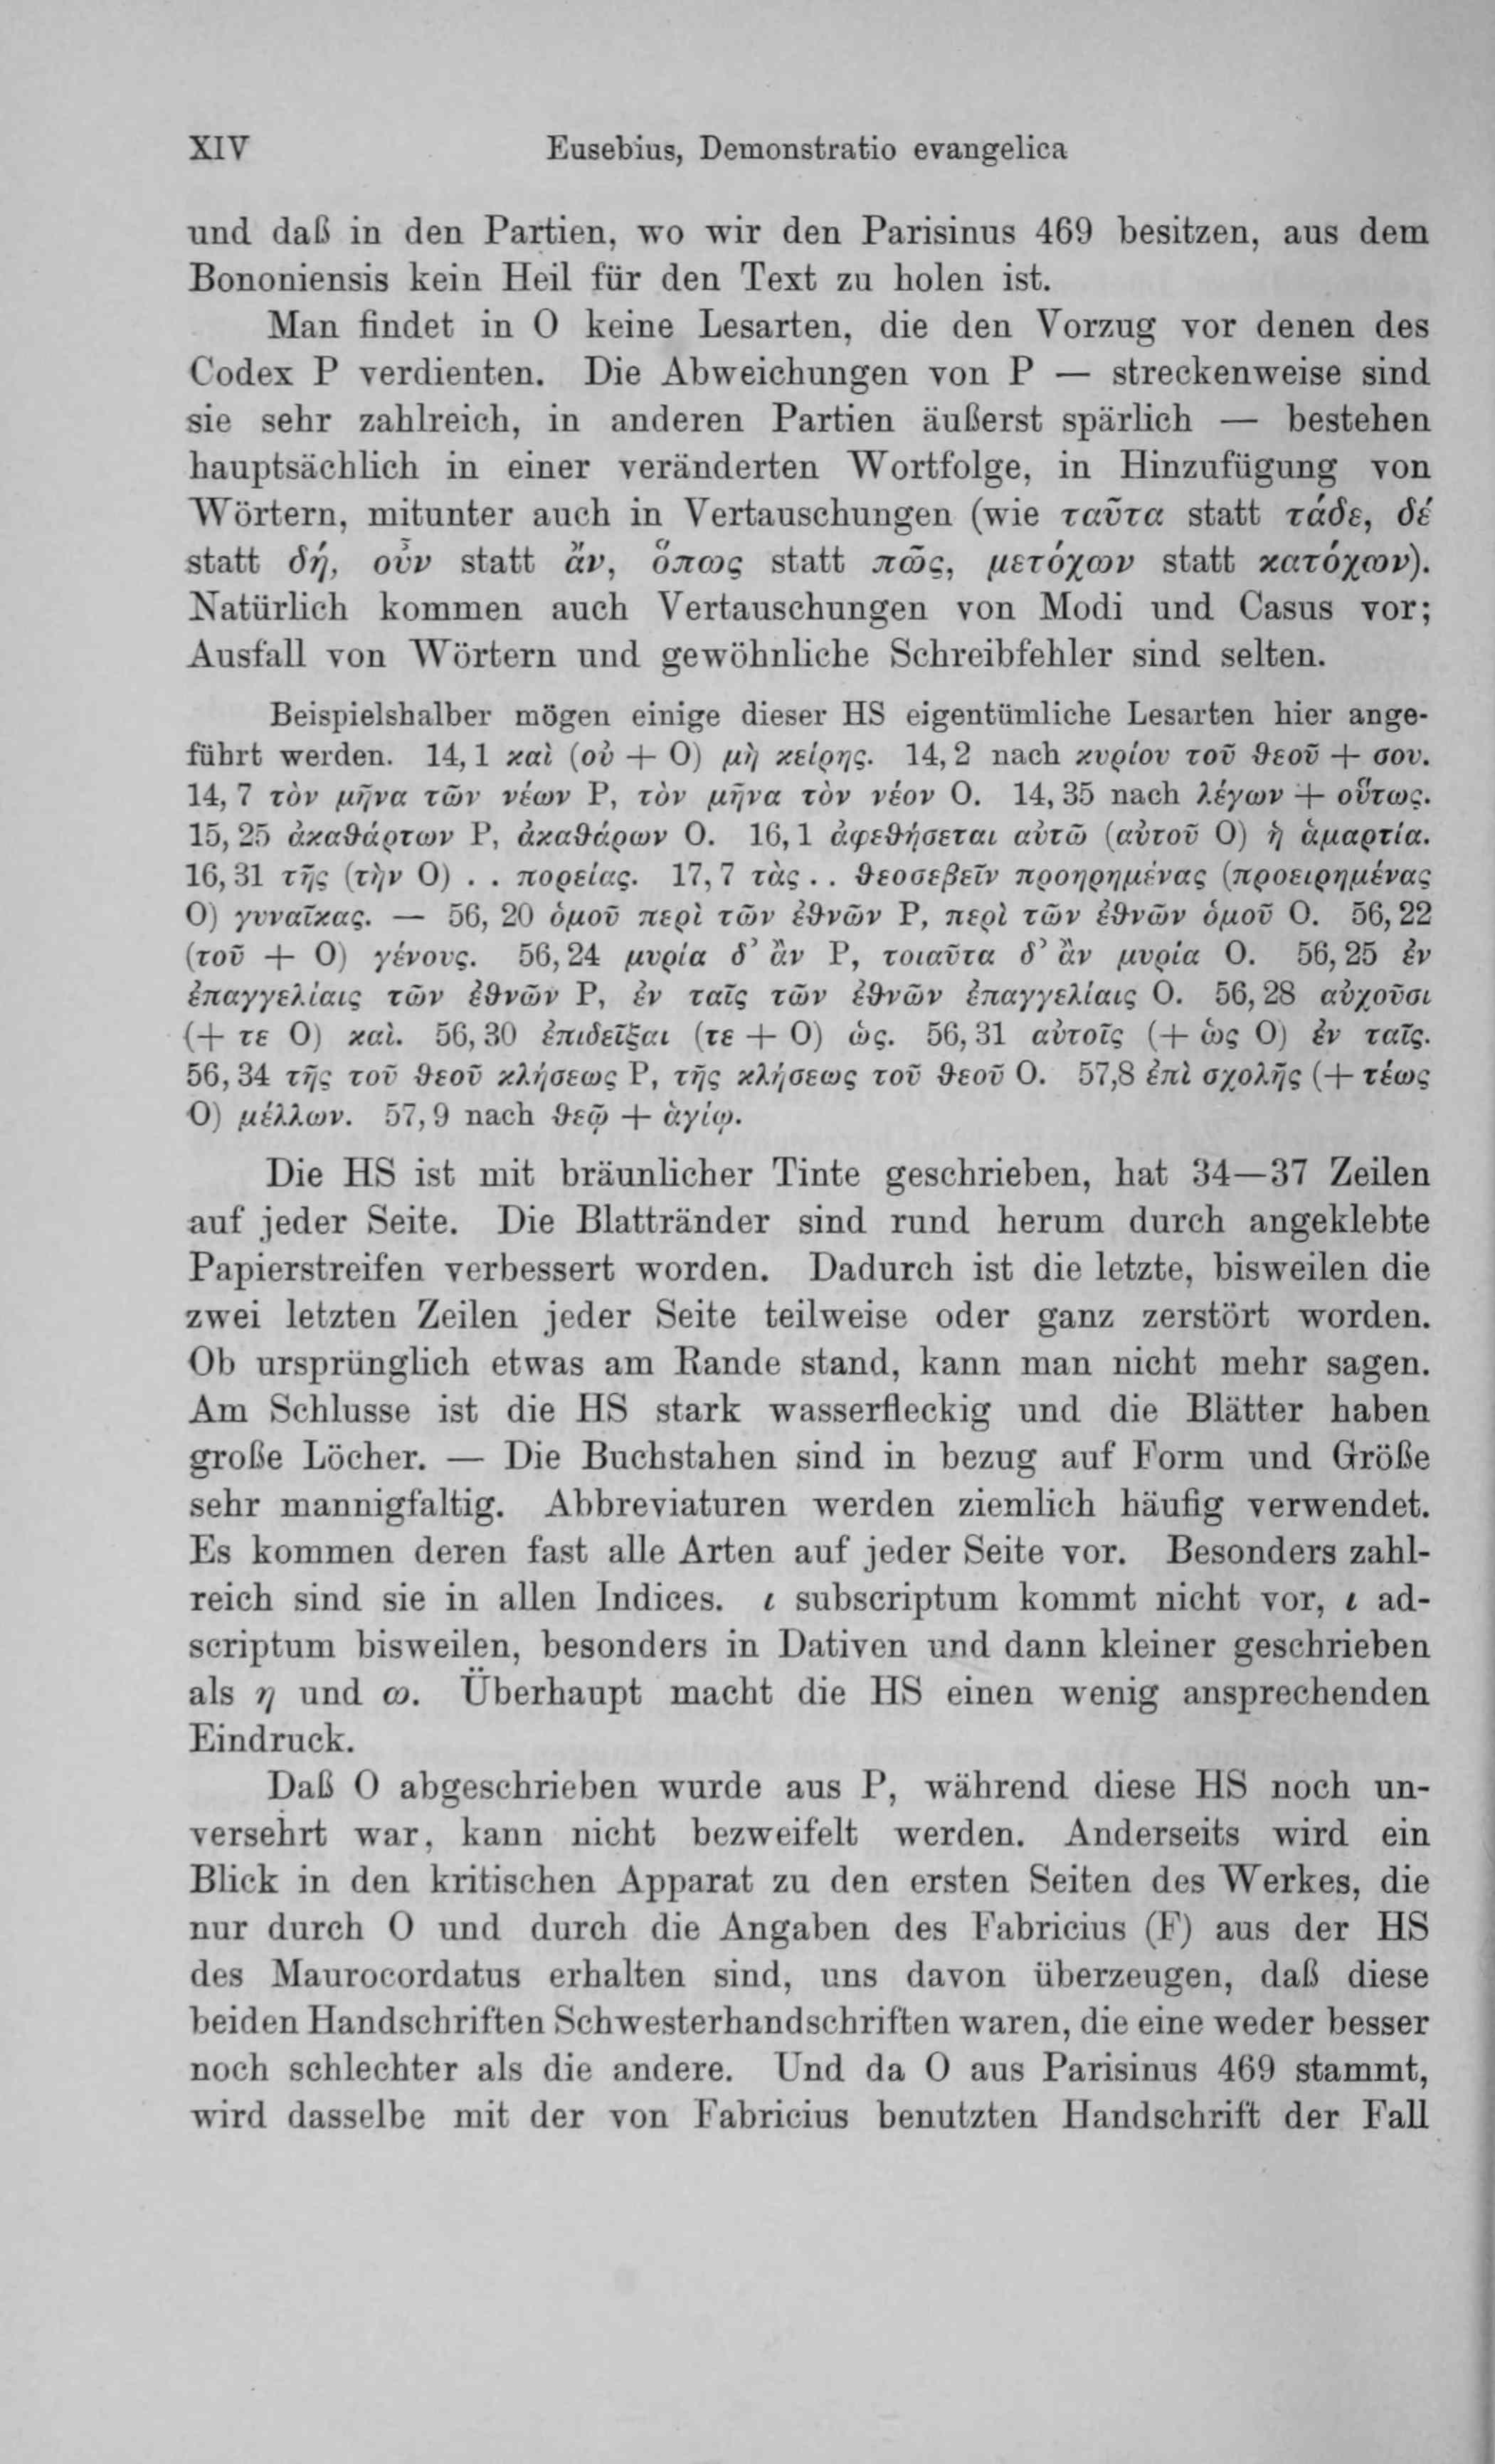 XIV Eusebius, Demonstratio evangelica
und daß in den Partien, wo wir den Parisinus 469 besitzen, aus dem
Bononiensis kein Heil für den Text zu holen ist.
Man findet in O keine Lesarten, die den Vorzug vor denen des
Codex P verdienten. Die Abweichungen von P — streckenweise sind
sie sehr zahlreich, in anderen Partien äußerst spärlich — bestehen
hauptsächlich in einer veränderten Wortfolge, in Hinzufügung von
Wörtern, mitunter auch in Vertauschungen (wie ταῦτα statt τάδε, δέ
statt δή, οὖν statt ἄν, ὅπως statt πῶς, μετόχων statt κατόχων).
Natürlich kommen auch Vertauschungen von Modi und Casus vor;
Ausfall von Wörtern und gewöhnliche Schreibfehler sind selten.
Beispielshalber mögen einige dieser HS eigentümliche Lesarten hier ange-
führt werden. 14, 1 καὶ (οὐ + O) μὴ κείρης. 14, 2 nach κυρίου τοῦ θεοῦ + σου.
14, 7 τὸν μῆνα τῶν νέων P, τὸν μῆνα τὸν νέον O. 14, 35 nach λέγων + οὕτως.
15, 25 ἀκαθάρτων P, ἀκαθάρων O. 16, 1 ἀφεθήσεται αὐτῶ (αὐτοῦ O) ἡ ἁμαρτία.
16, 31 τῆς (τὴν O) . . πορείας. 17, 7 τὰς . . θεοσεβεῖν προηρημένας (προειρημένας
O) γυναῖκας. — 56, 20 ὁμοῦ περὶ τῶν ἐθνῶν P, περὶ τῶν ἐθνῶν ὁμοῦ O. 56, 22
(τοῦ + O) γένους. 56, 24 μυρία δ᾽ ἂν P, τοιαῦτα δ᾽ ἂν μυρία O. 56, 25 ἐν
ἐπαγγελίαις τῶν ἐθνῶν P, ἐν ταῖς τῶν ἐθνῶν ἐπαγγελίαις O. 56, 28 αὐχοῦσι
(+ τε O) καὶ. 56, 30 ἐπιδεῖξαι (τε + O) ὡς. 56, 31 αὐτοῖς (+ ὡς O) ἐν ταῖς.
56, 34 τῆς τοῦ θεοῦ κλήσεως P, τῆς κλήσεως τοῦ θεοῦ O. 57,8 ἐπὶ σχολῆς (+ τέως
O) μέλλων. 57, 9 nach θεῷ + ἁγίῳ.
Die HS ist mit bräunlicher Tinte geschrieben, hat 34—37 Zeilen
auf jeder Seite. Die Blattränder sind rund herum durch angeklebte
Papierstreifen verbessert worden. Dadurch ist die letzte, bisweilen die
zwei letzten Zeilen jeder Seite teilweise oder ganz zerstört worden.
Ob ursprünglich etwas am Rande stand, kann man nicht mehr sagen.
Am Schlusse ist die HS stark wasserfleckig und die Blätter haben
große Löcher. — Die Buchstahen sind in bezug auf Form und Größe
sehr mannigfaltig. Abbreviaturen werden ziemlich häufig verwendet.
Es kommen deren fast alle Arten auf jeder Seite vor. Besonders zahl-
reich sind sie in allen Indices. ι subscriptum kommt nicht vor, ι ad-
scriptum bisweilen, besonders in Dativen und dann kleiner geschrieben
als η und ω. Überhaupt macht die HS einen wenig ansprechenden
Eindruck.
Daß O abgeschrieben wurde aus P, während diese HS noch un-
versehrt war, kann nicht bezweifelt werden. Anderseits wird ein
Blick in den kritischen Apparat zu den ersten Seiten des Werkes, die
nur durch O und durch die Angaben des Fabricius (F) aus der HS
des Maurocordatus erhalten sind, uns davon überzeugen, daß diese
beiden Handschriften Schwesterhandschriften waren, die eine weder besser
noch schlechter als die andere. Und da O aus Parisinus 469 stammt,
wird dasselbe mit der von Fabricius benutzten Handschrift der Fall